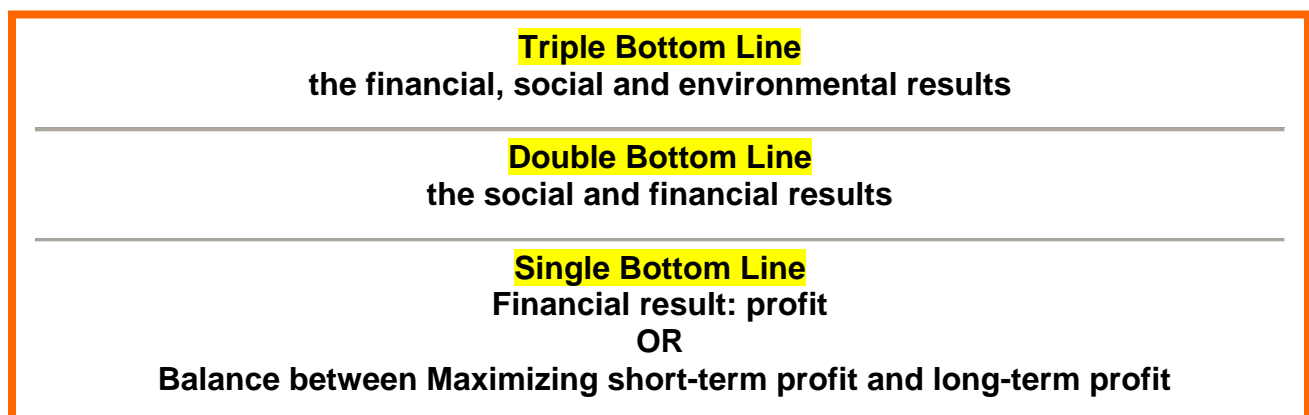 Triple Bottom Line
the financial, social and environmental results
Double Bottom Line
the social and financial results
Single Bottom Line
Financial result: profit
OR
Balance between Maximizing short-term profit and long-term profit